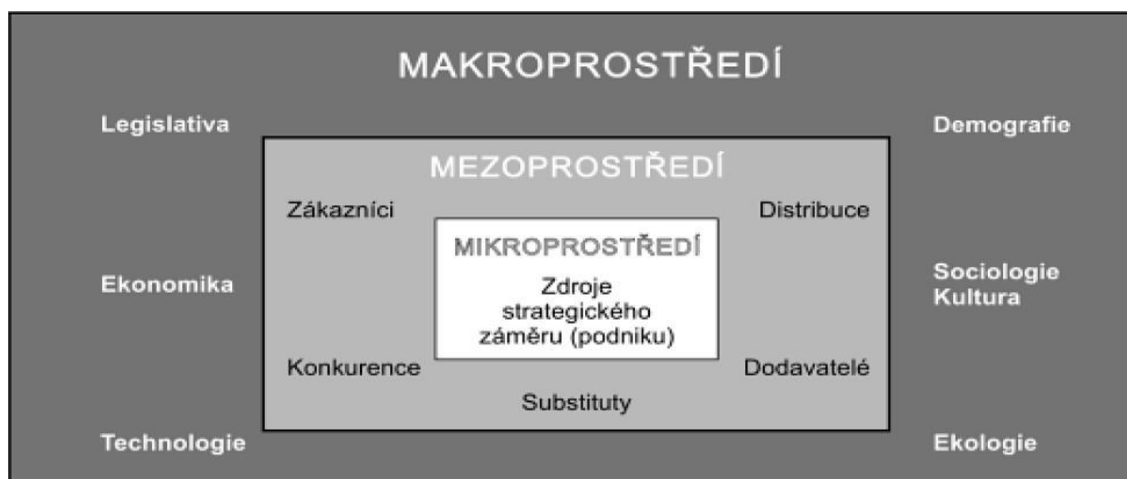 MAKROPROSTŘEDÍ
Legislativa
Demografie
MEZOPROSTŘEDÍ
Zákazníci
Distribuce
MIKROPROSTŘEDÍ
Zdroje
strategického
záměru (podniku)
Ekonomika
Sociologie
Kultura
Konkurence
Dodavatelé
Substituty
Technologie
Ekologie